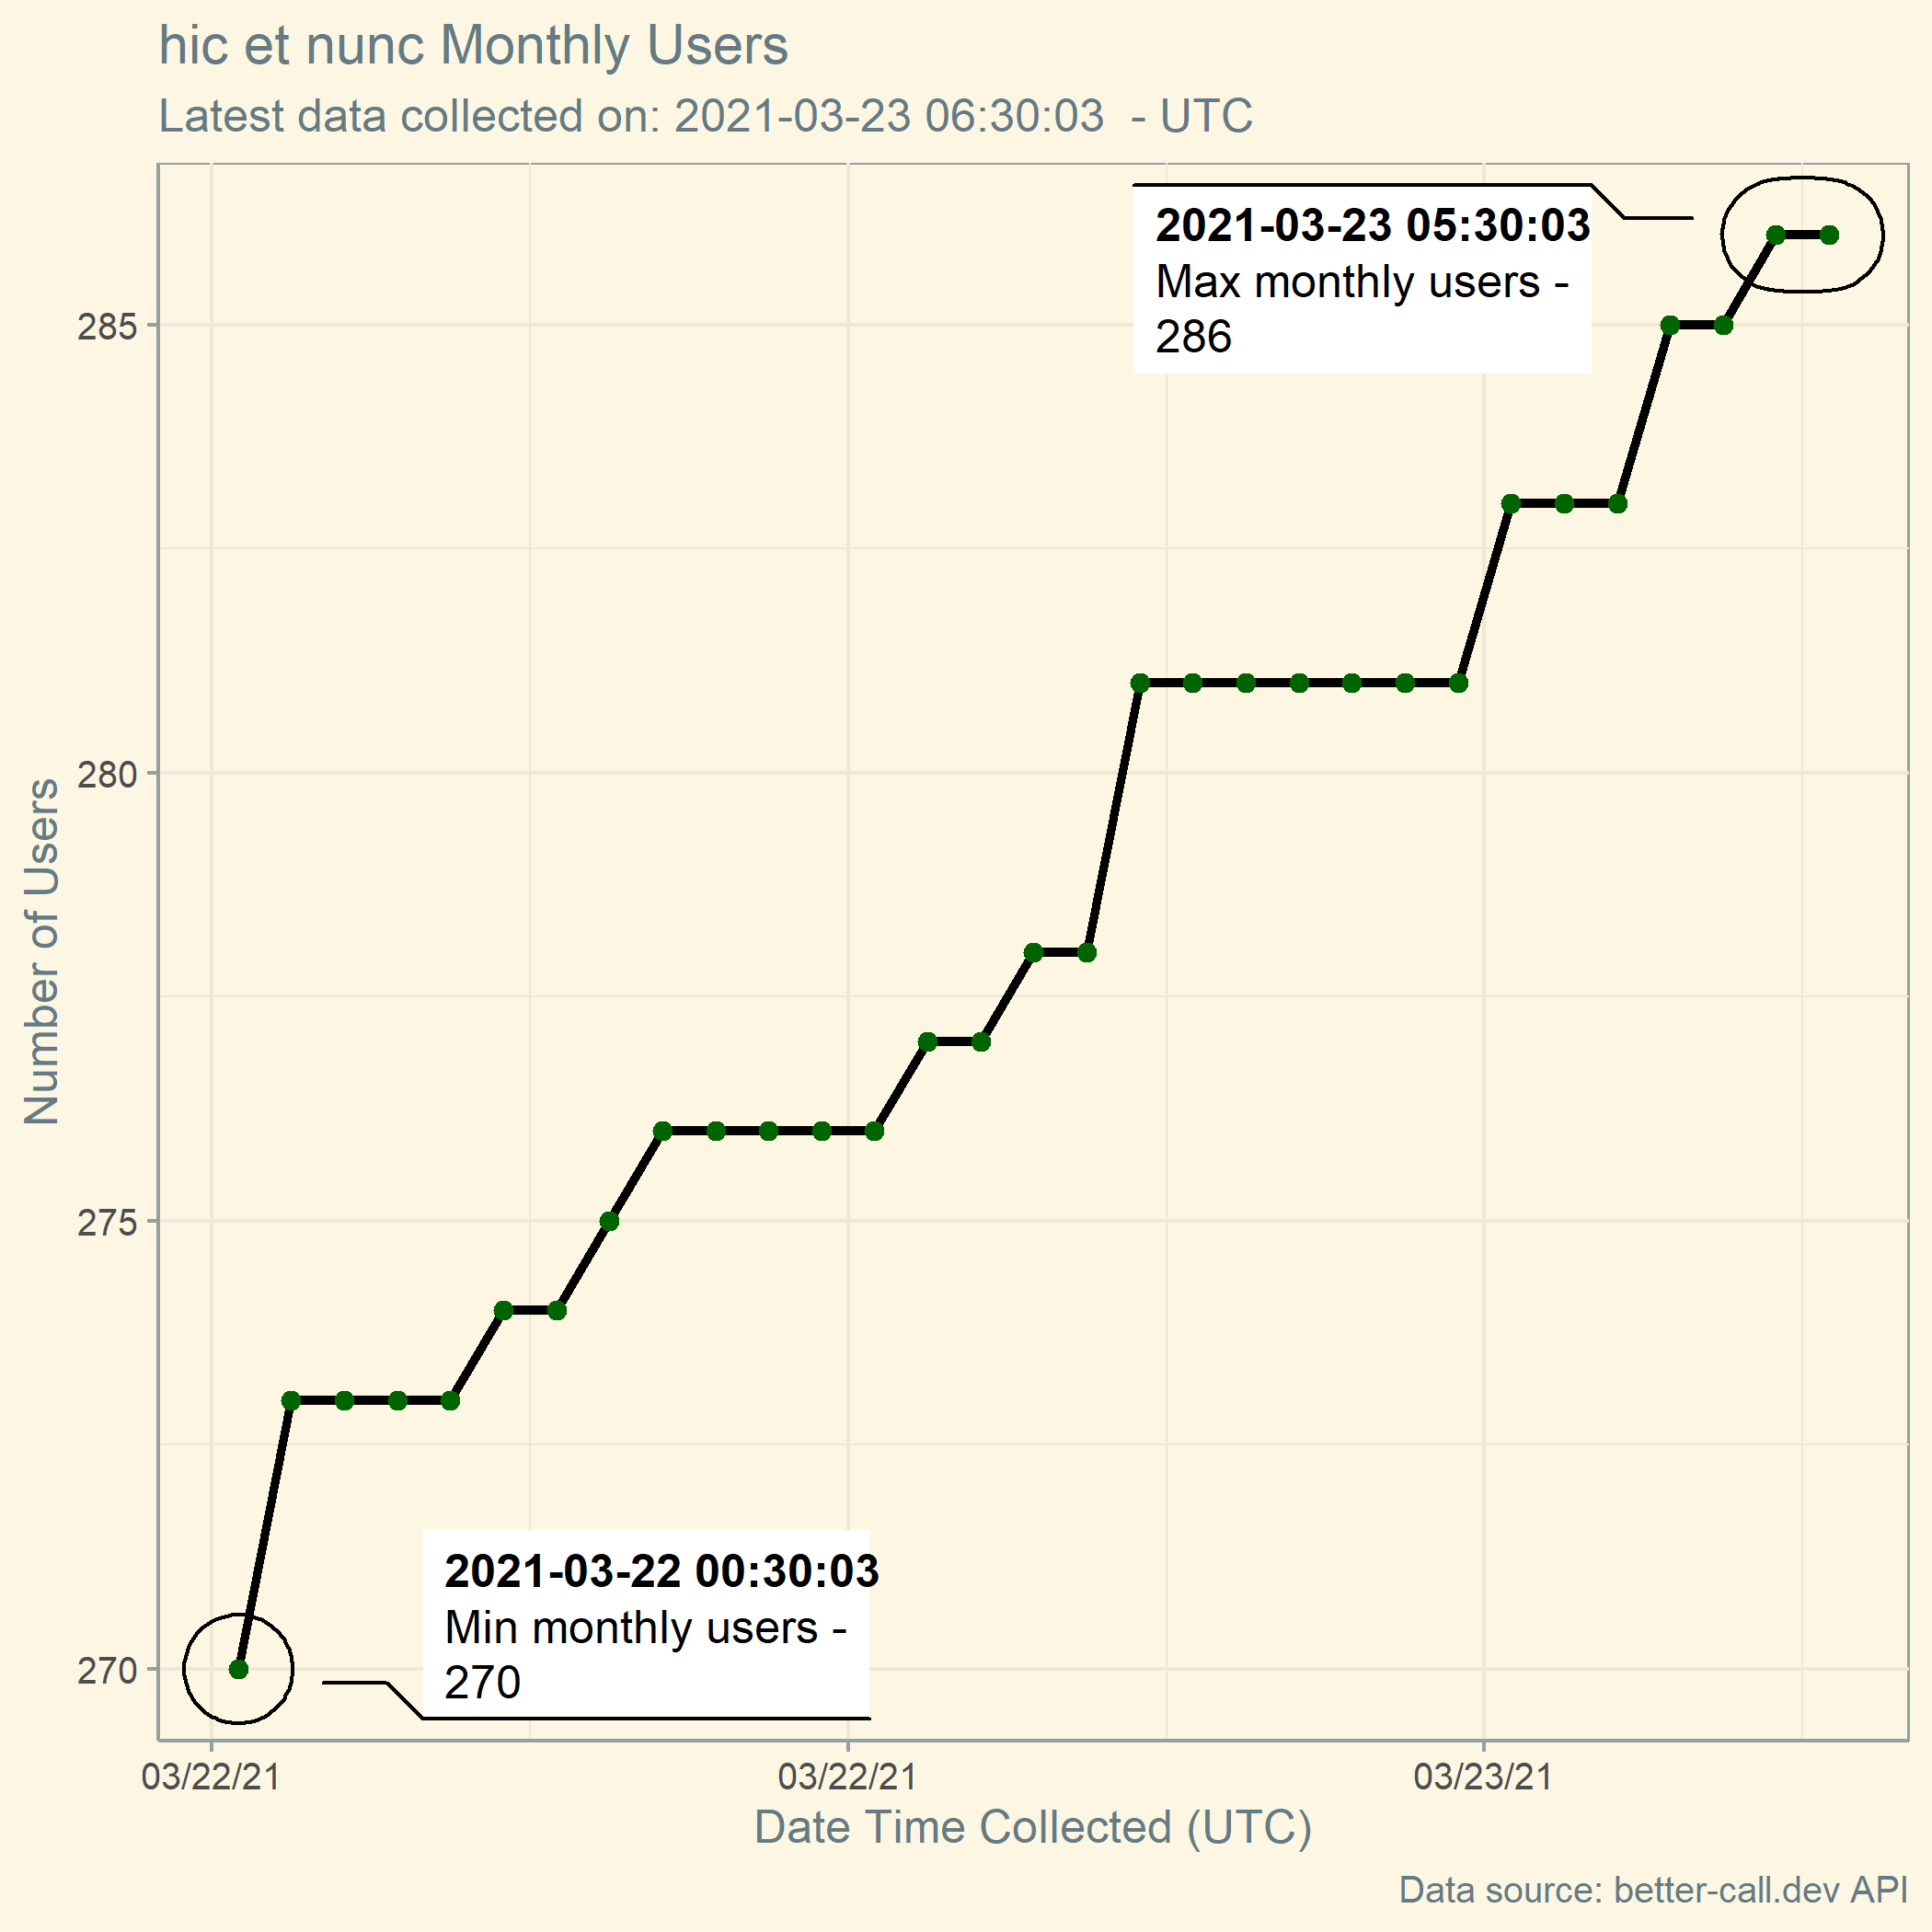 hic et nunc Monthly Users
Latest data collected on: 2021-03-23 06:30:03  - UTC
2021-03-23 05:30:03
Max monthly users -
286
285
280
275
270
Number of Users
2021-03-22 00:30:03
Min monthly users -
270
03/22/21
03/22/21
03/23/21
Date Time Collected (UTC)
Data source: better-call.dev API